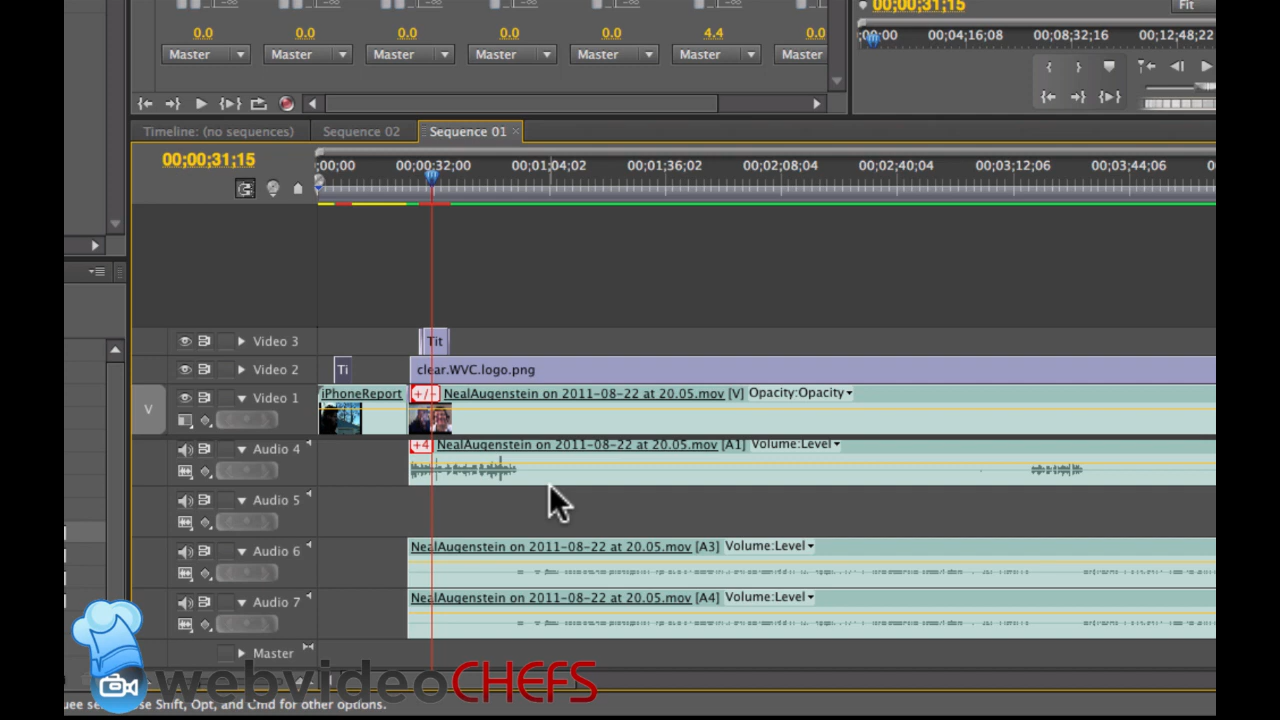 00;00;31;15 Fit
0.0 0.0 0.0 0.0 0.0 4.4 0.0
;00;00 00;04;16;08 00;08;32;16 00;12;48;22
Master Master Master Master Master Master Master
Timeline: (no sequences) Sequence 02 Sequence 01 ×
00;00;31;15 ;00;00 00;00;32;00 00;01;04;02 00;01;36;02 00;02;08;04 00;02;40;04 00;03;12;06 00;03;44;06 0
Video 3 Tit
Video 2 Ti clear.WVC.logo.png
V Video 1 iPhoneReport +/- NealAugenstein on 2011-08-22 at 20.05.mov [V] Opacity:Opacity
Audio 4 +4 NealAugenstein on 2011-08-22 at 20.05.mov [A1] Volume:Level
Audio 5
Audio 6 NealAugenstein on 2011-08-22 at 20.05.mov [A3] Volume:Level
Audio 7 NealAugenstein on 2011-08-22 at 20.05.mov [A4] Volume:Level
Master
webvideoCHEFS
Shift, Opt, and Cmd for other options.